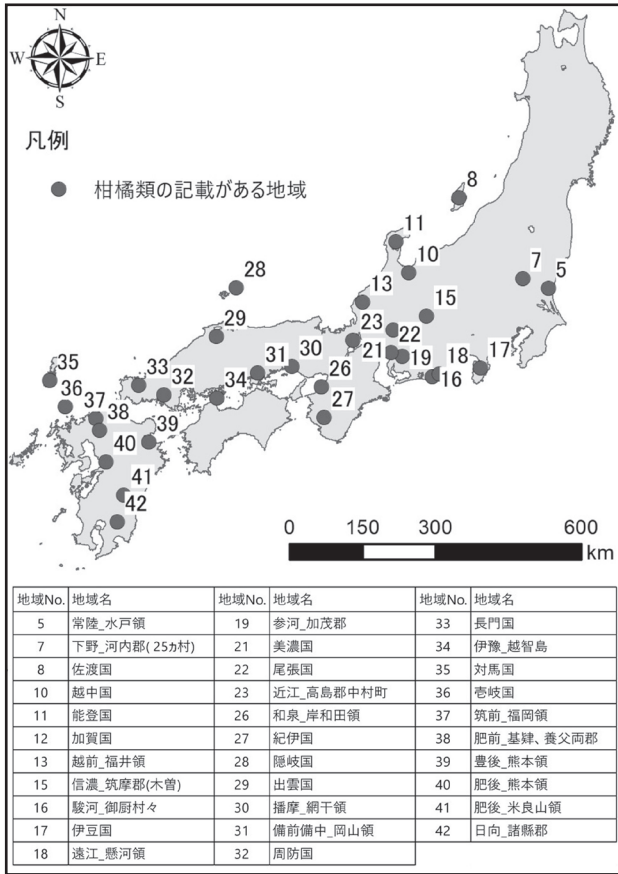 N
W E
S
凡例
柑橘類の記載がある地域
8
11
10
7
5
28
13
15
29
23
22
35
33
31
30
21
19
18
17
36
32
34
26
16
37
38
39
27
40
41
42
0 150 300 600
km
地域No. 地域名 地域No. 地域名 地域No. 地域名
5 常陸_水戸領 19 参河_加茂郡 33 長門国
7 下野_河内郡(25ヵ村) 21 美濃国 34 伊豫_越智島
8 佐渡国 22 尾張国 35 対馬国
10 越中国 23 近江_高島郡中村町 36 壱岐国
11 能登国 26 和泉_岸和田領 37 筑前_福岡領
12 加賀国 27 紀伊国 38 肥前_基肄、養父両郡
13 越前_福井領 28 隠岐国 39 豊後_熊本領
15 信濃_筑摩郡(木曽) 29 出雲国 40 肥後_熊本領
16 駿河_御厨村々 30 播磨_網干領 41 肥後_米良山領
17 伊豆国 31 備前備中_岡山領 42 日向_諸縣郡
18 遠江_懸河領 32 周防国